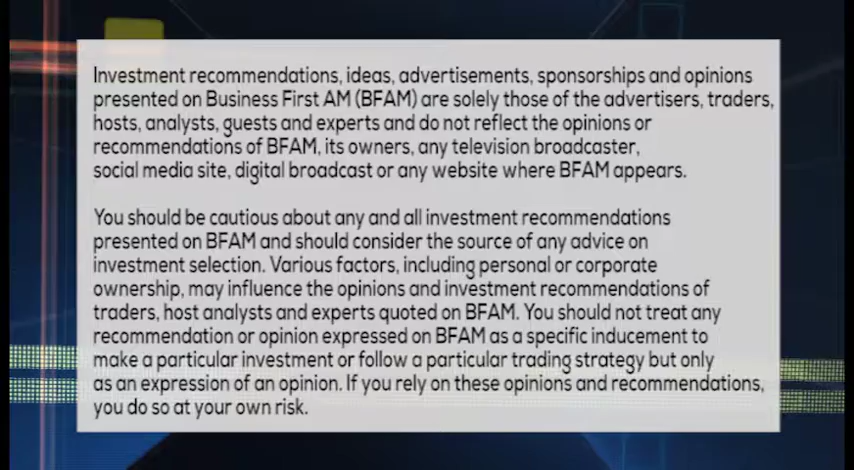 Investment recommendations, ideas, advertisements, sponsorships and opinions
presented on Business First AM (BFAM) are solely those of the advertisers, traders,
hosts, analysts, guests and experts and do not reflect the opinions or
recommendations of BFAM, its owners, any television broadcaster,
social media site, digital broadcast or any website where BFAM appears.
You should be cautious about any and all investment recommendations
presented on BFAM and should consider the source of any advice on
investment selection. Various factors, including personal or corporate
ownership, may influence the opinions and investment recommendations of
traders, host analysts and experts quoted on BFAM. You should not treat any
recommendation or opinion expressed on BFAM as a specific inducement to
make a particular investment or follow a particular trading strategy but only
as an expression of an opinion. If you rely on these opinions and recommendations,
you do so at your own risk.